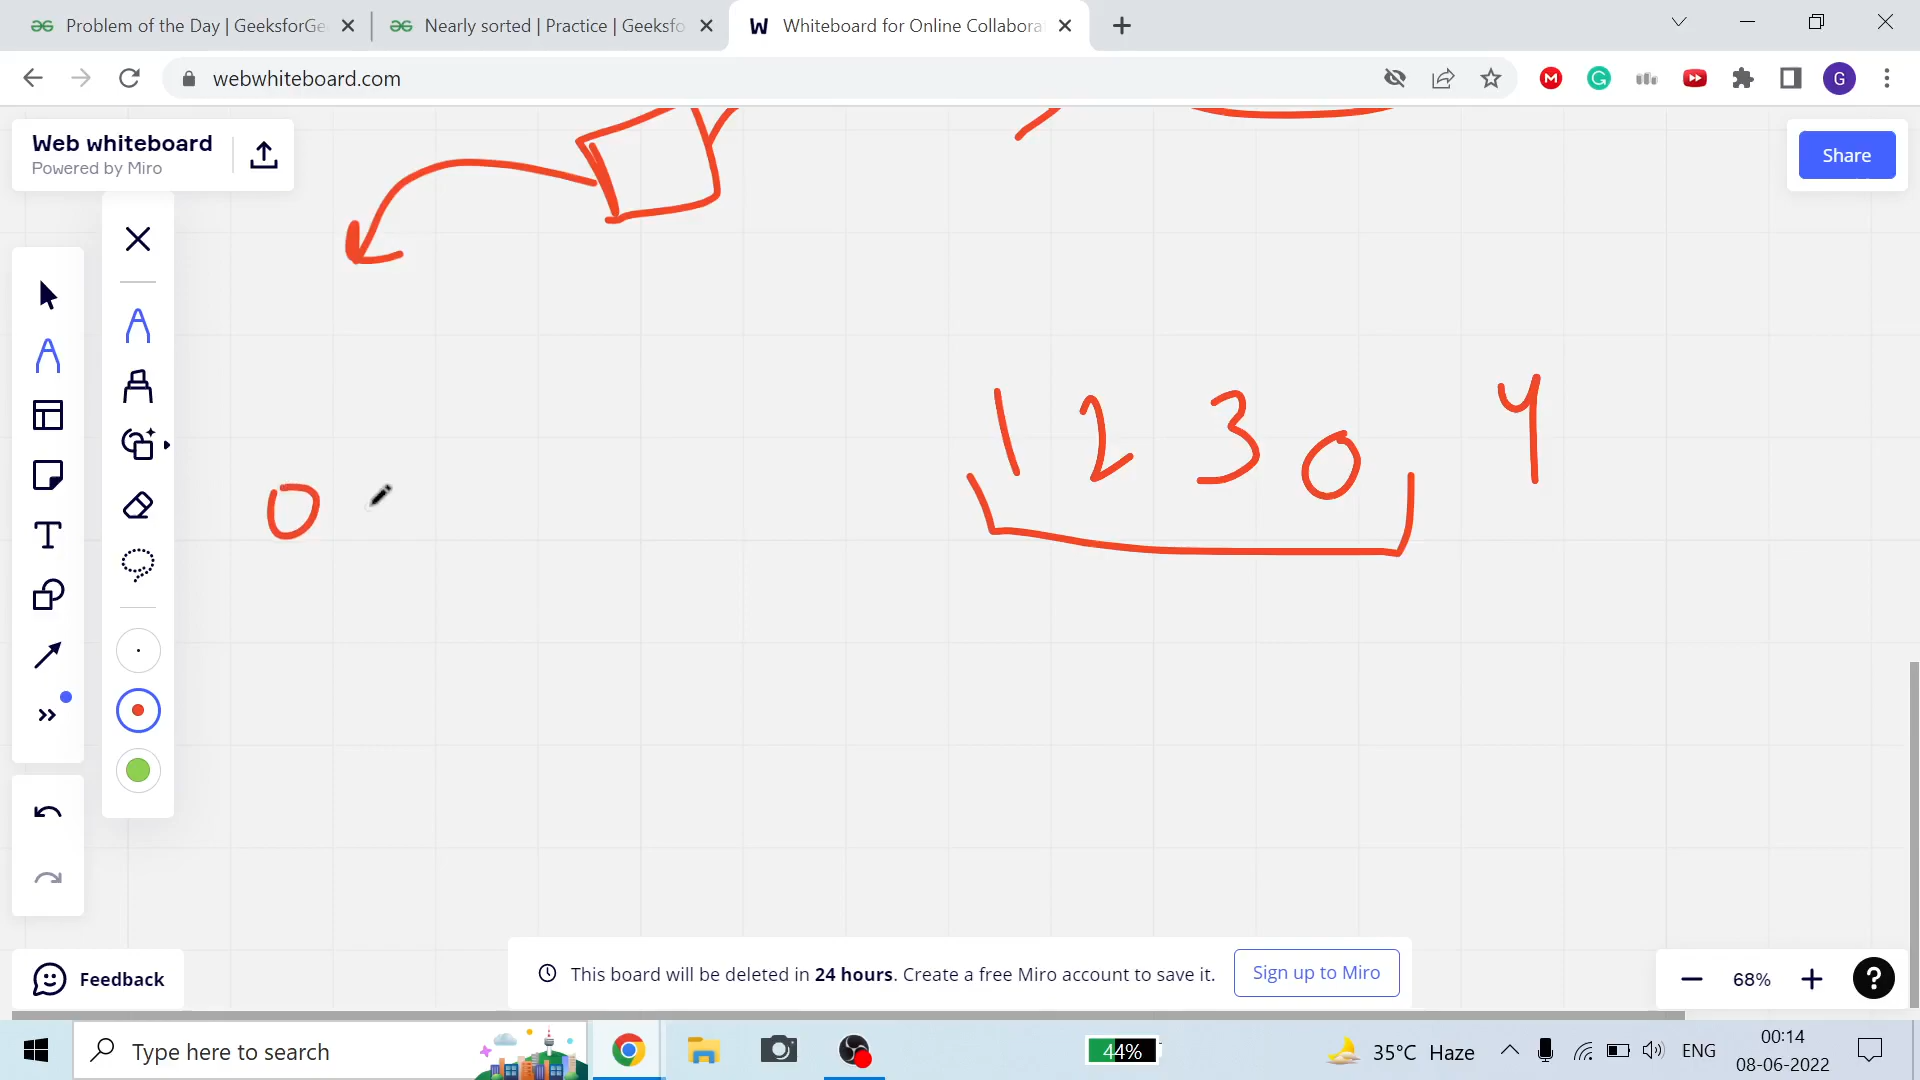 Problem of the Day | GeeksforGe
Nearly sorted | Practice | Geeksfo
W Whiteboard for Online Collabora
webwhiteboard.com
M G G
Web whiteboard
Powered by Miro
Share
1 2 3 0 4
0
T
Feedback
This board will be deleted in 24 hours. Create a free Miro account to save it.
Sign up to Miro
68%
?
Type here to search
44%
35°C Haze
ENG
00:14
08-06-2022